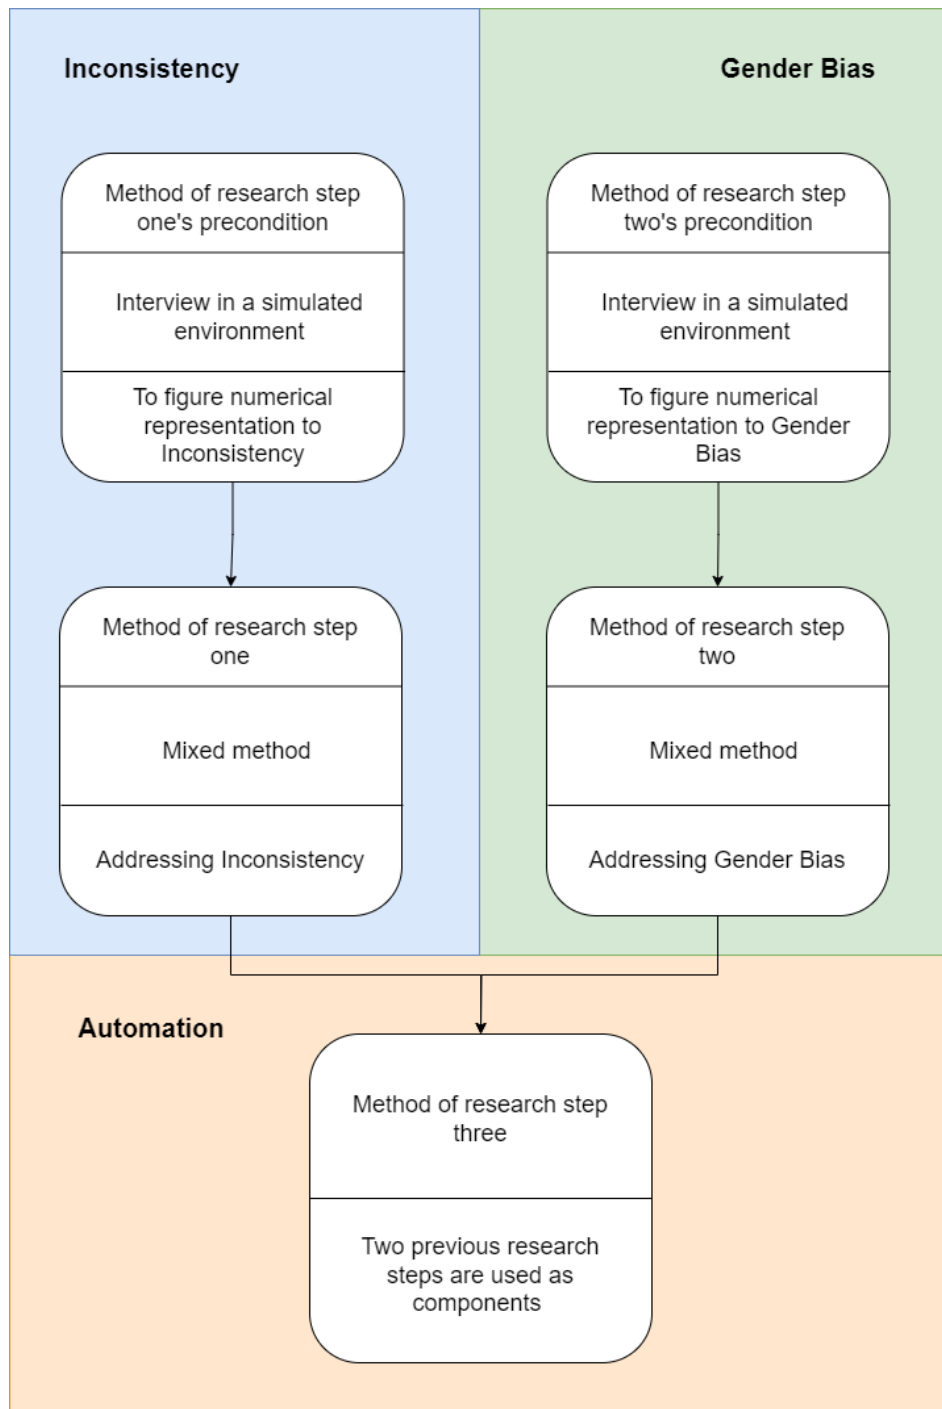 Inconsistency
Gender Bias
Method of research step
one's precondition
Interview in a simulated
environment
To figure numerical
representation to
Inconsistency
Method of research step
two's precondition
Interview in a simulated
environment
To figure numerical
representation to Gender
Bias
Method of research step
one
Mixed method
Addressing Inconsistency
Method of research step
two
Mixed method
Addressing Gender Bias
Automation
Method of research step
three
Two previous research
steps are used as
components